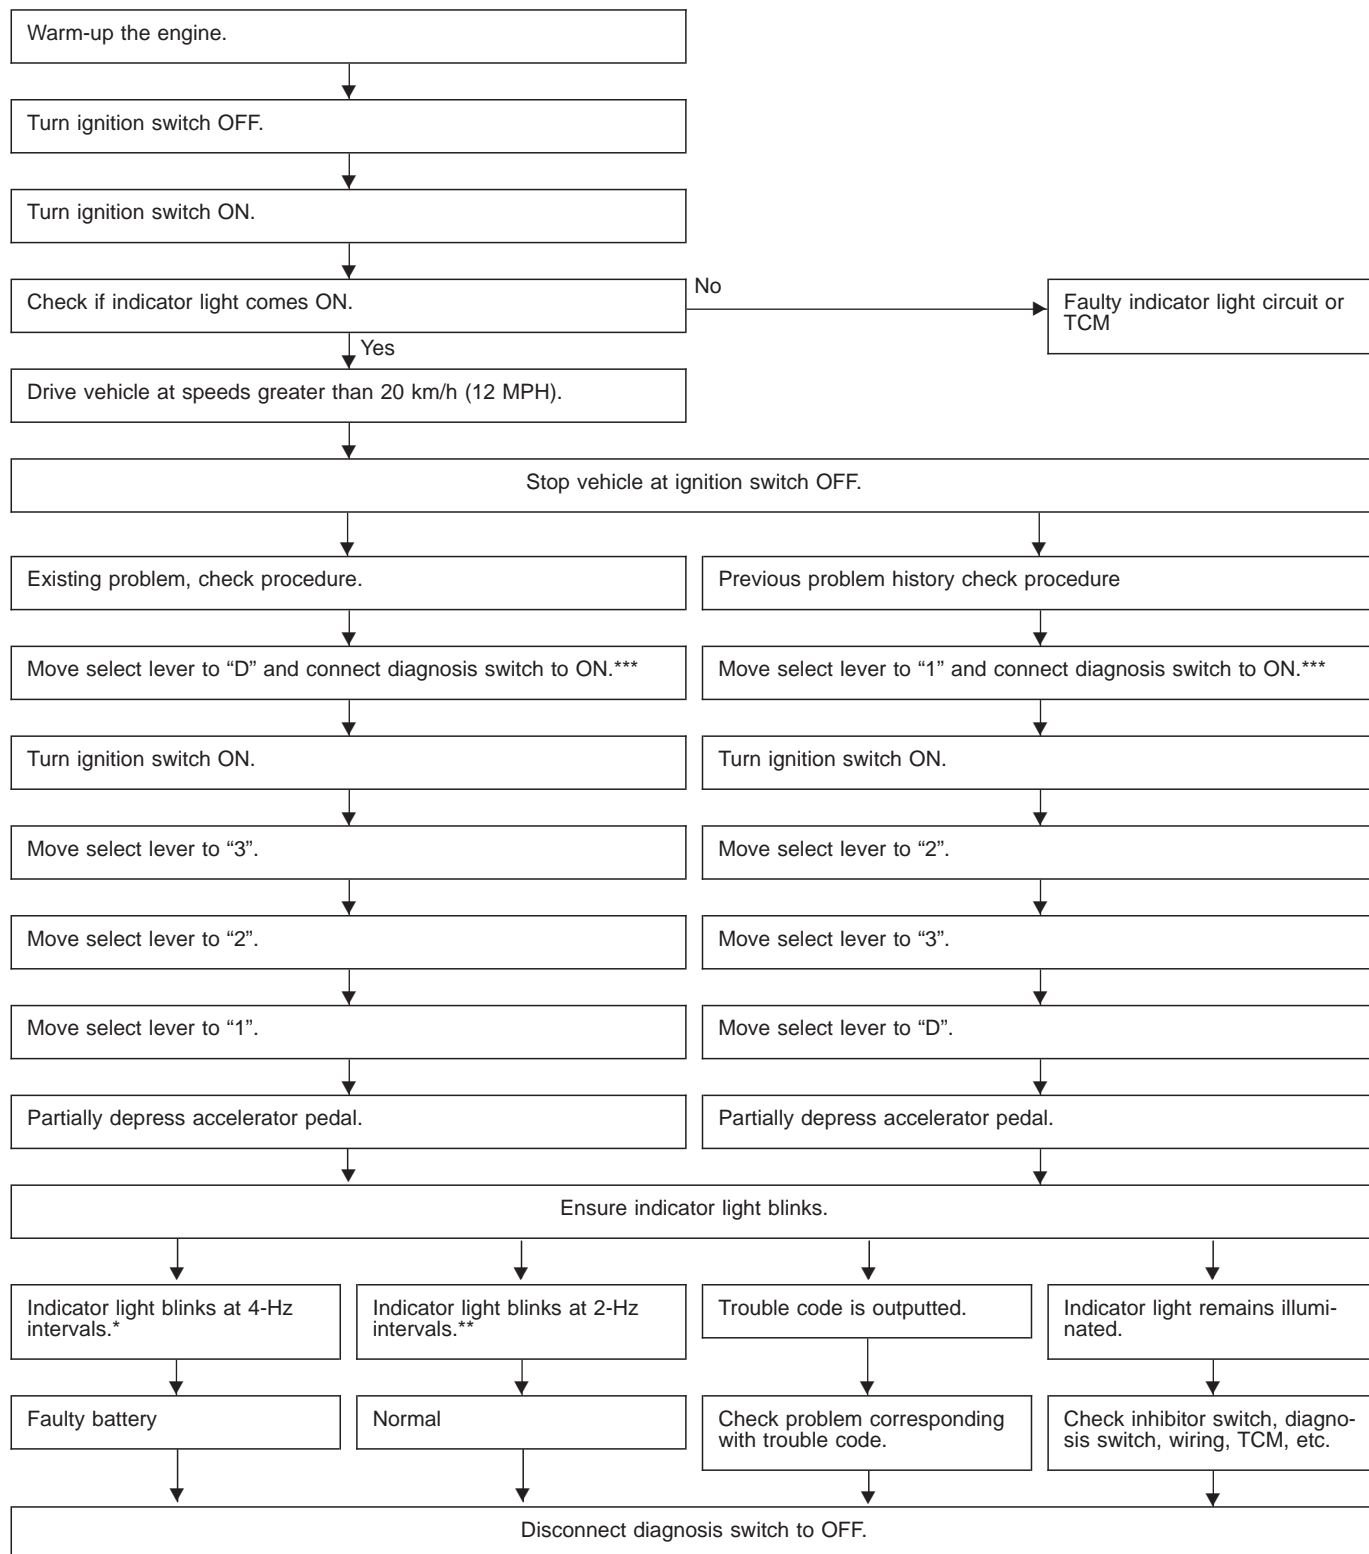 Warm-up the engine.
Turn ignition switch OFF.
Turn ignition switch ON.
Check if indicator light comes ON.
No
Faulty indicator light circuit or
TCM
Yes
Drive vehicle at speeds greater than 20 km/h (12 MPH).
Stop vehicle at ignition switch OFF.
Existing problem, check procedure.
Previous problem history check procedure
Move select lever to “D” and connect diagnosis switch to ON.***
Move select lever to “1” and connect diagnosis switch to ON.***
Turn ignition switch ON.
Turn ignition switch ON.
Move select lever to “3”.
Move select lever to “2”.
Move select lever to “2”.
Move select lever to “3”.
Move select lever to “1”.
Move select lever to “D”.
Partially depress accelerator pedal.
Partially depress accelerator pedal.
Ensure indicator light blinks.
Indicator light blinks at 4-Hz
intervals.*
Indicator light blinks at 2-Hz
intervals.**
Trouble code is outputted.
Indicator light remains illumi-
nated.
Faulty battery
Normal
Check problem corresponding
with trouble code.
Check inhibitor switch, diagno-
sis switch, wiring, TCM, etc.
Disconnect diagnosis switch to OFF.